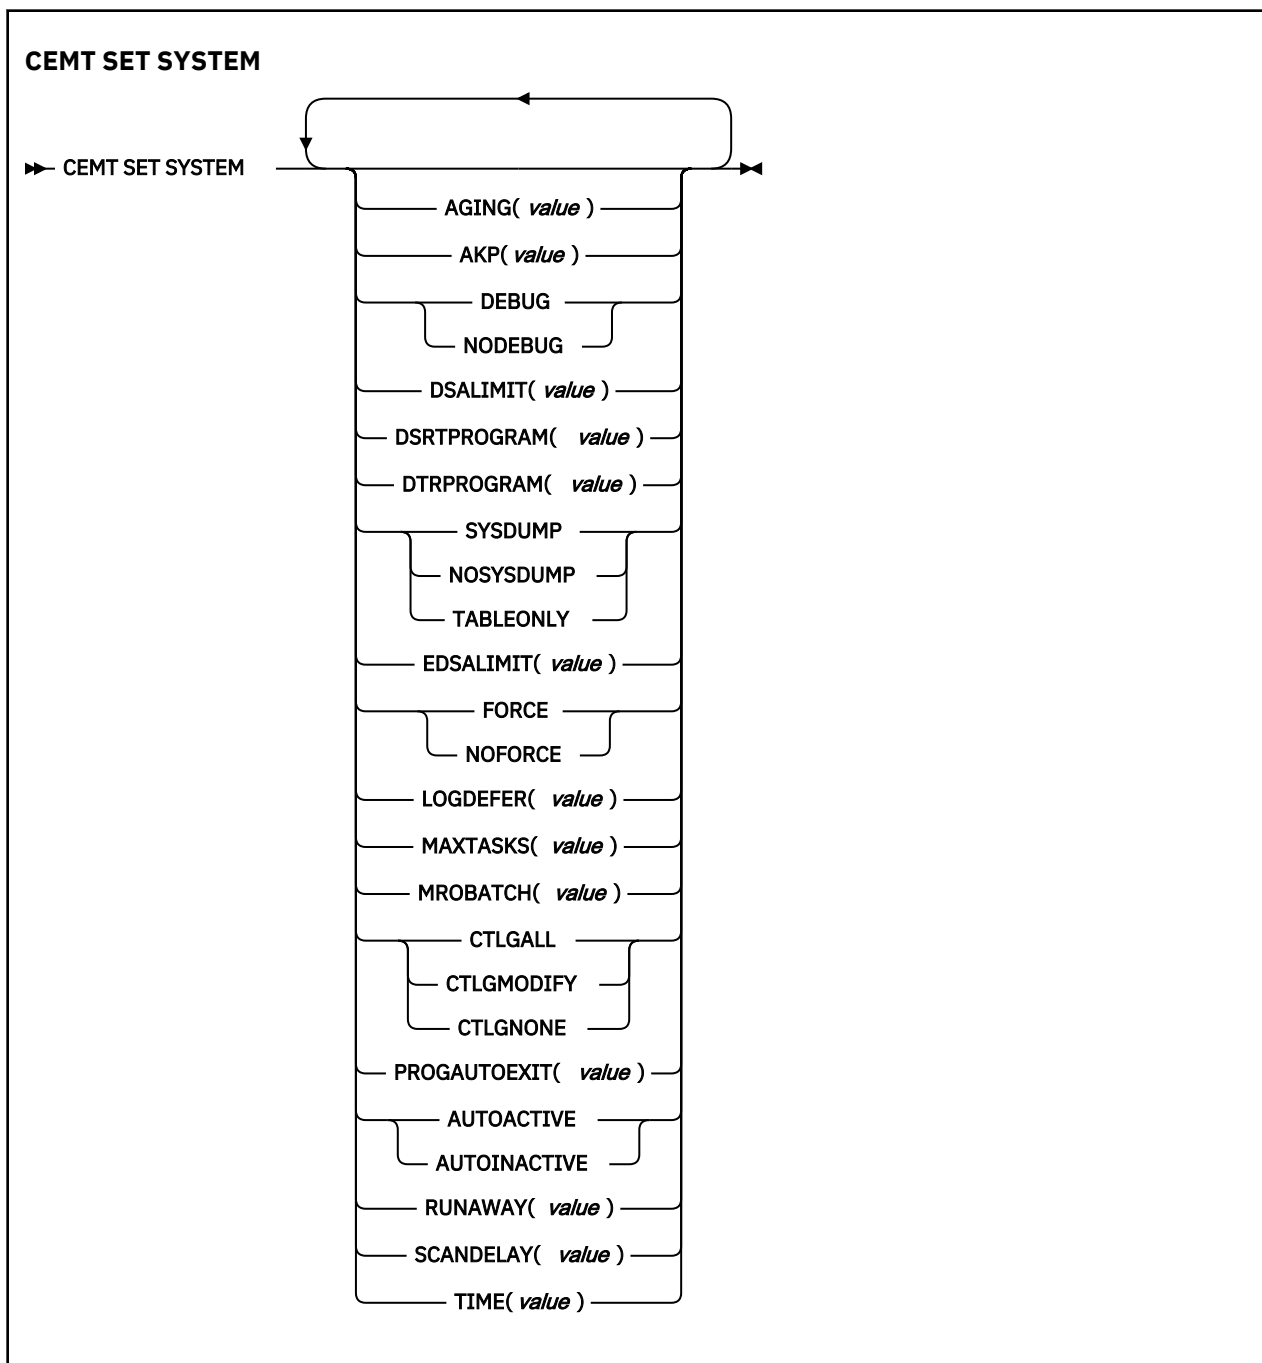 CEMT SET SYSTEM
CEMT SET SYSTEM
AGING( value )
AKP( value )
DEBUG
NODEBUG
DSALIMIT( value )
DSRTPROGRAM( value )
DTRPROGRAM( value )
SYSDUMP
NOSYSDUMP
TABLEONLY
EDSALIMIT( value )
FORCE
NOFORCE
LOGDEFER( value )
MAXTASKS( value )
MROBATCH( value )
CTLGALL
CTLGMODIFY
CTLGNONE
PROGAUTOEXIT( value )
AUTOACTIVE
AUTOINACTIVE
RUNAWAY( value )
SCANDELAY( value )
TIME( value )